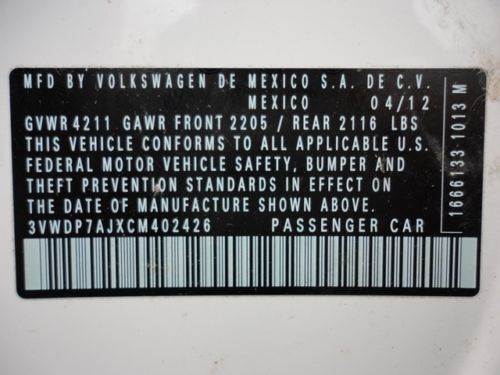 MFD BY VOLKSWAGEN DE MEXICO S.A. DE C.V.
MEXICO 04/12
GVWR 4211 GAWR FRONT 2205 / REAR 2116 LBS
THIS VEHICLE CONFORMS TO ALL APPLICABLE U.S.
FEDERAL MOTOR VEHICLE SAFETY, BUMPER AND
THEFT PREVENTION STANDARDS IN EFFECT ON
THE DATE OF MANUFACTURE SHOWN ABOVE.
3VWDP7AJXCM402426 PASSENGER CAR
1666133 1013 M